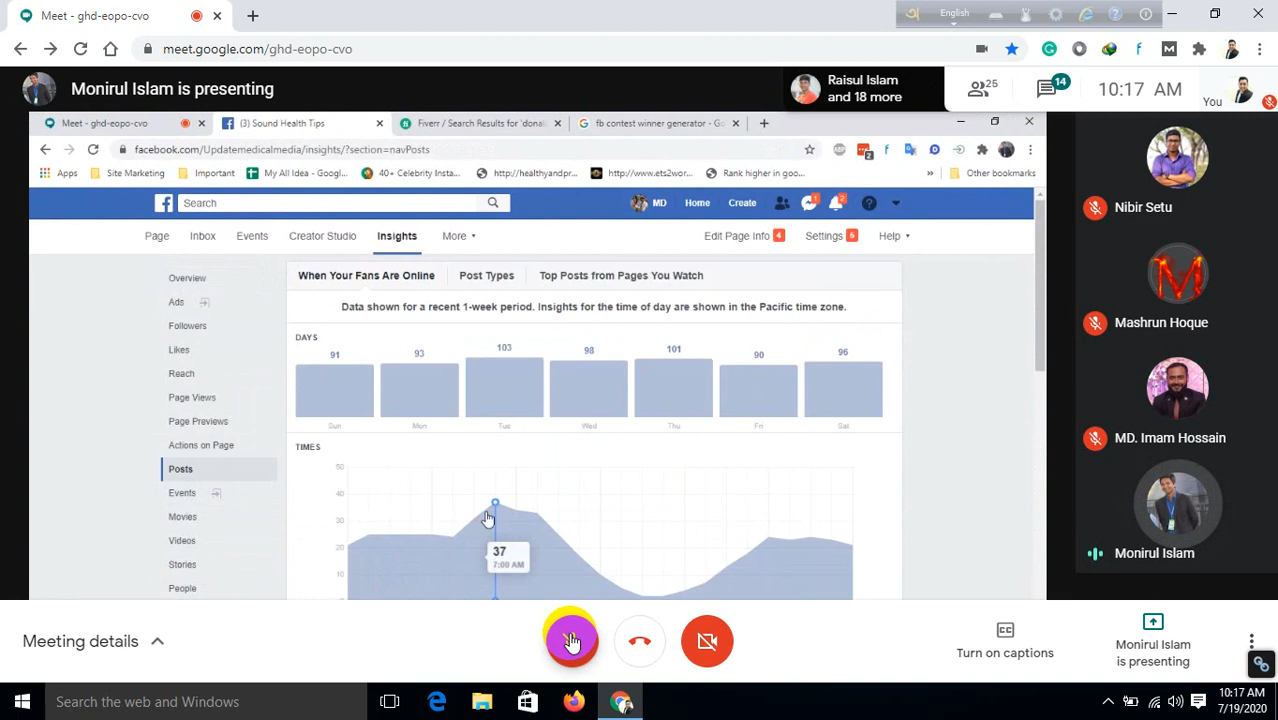 Meet - ghd-eopo-cvo
English
meet.google.com/ghd-eopo-cvo
Monirul Islam is presenting
Raisul Islam
and 18 more
25
14
10:17 AM
You
Meet - ghd-eopo-cvo
(3) Sound Health Tips
Fiverr / Search Results for 'donal
fb contest winner generator - Go
facebook.com/Updatemedicalmedia/insights/?section=navPosts
2
Apps
Site Marketing
Important
My All Idea - Googl...
40+ Celebrity Insta...
http://healthyandpr...
http://www.ets2wor...
Rank higher in goo...
»
Other bookmarks
Search
MD
Home
Create
1
2
Page
Inbox
Events
Creator Studio
Insights
More
Edit Page Info 4
Settings 5
Help
Overview
Ads
Followers
Likes
Reach
Page Views
Page Previews
Actions on Page
Posts
Events
Movies
Videos
Stories
People
When Your Fans Are Online
Post Types
Top Posts from Pages You Watch
Data shown for a recent 1-week period. Insights for the time of day are shown in the Pacific time zone.
DAYS
91 93 103 98 101 90 96
Sun Mon Tue Wed Thu Fri Sat
TIMES
50
40
30
20
10
37
7:00 AM
Nibir Setu
M
Mashrun Hoque
MD. Imam Hossain
Monirul Islam
Meeting details
Turn on captions
Monirul Islam
is presenting
Search the web and Windows
10:17 AM
7/19/2020